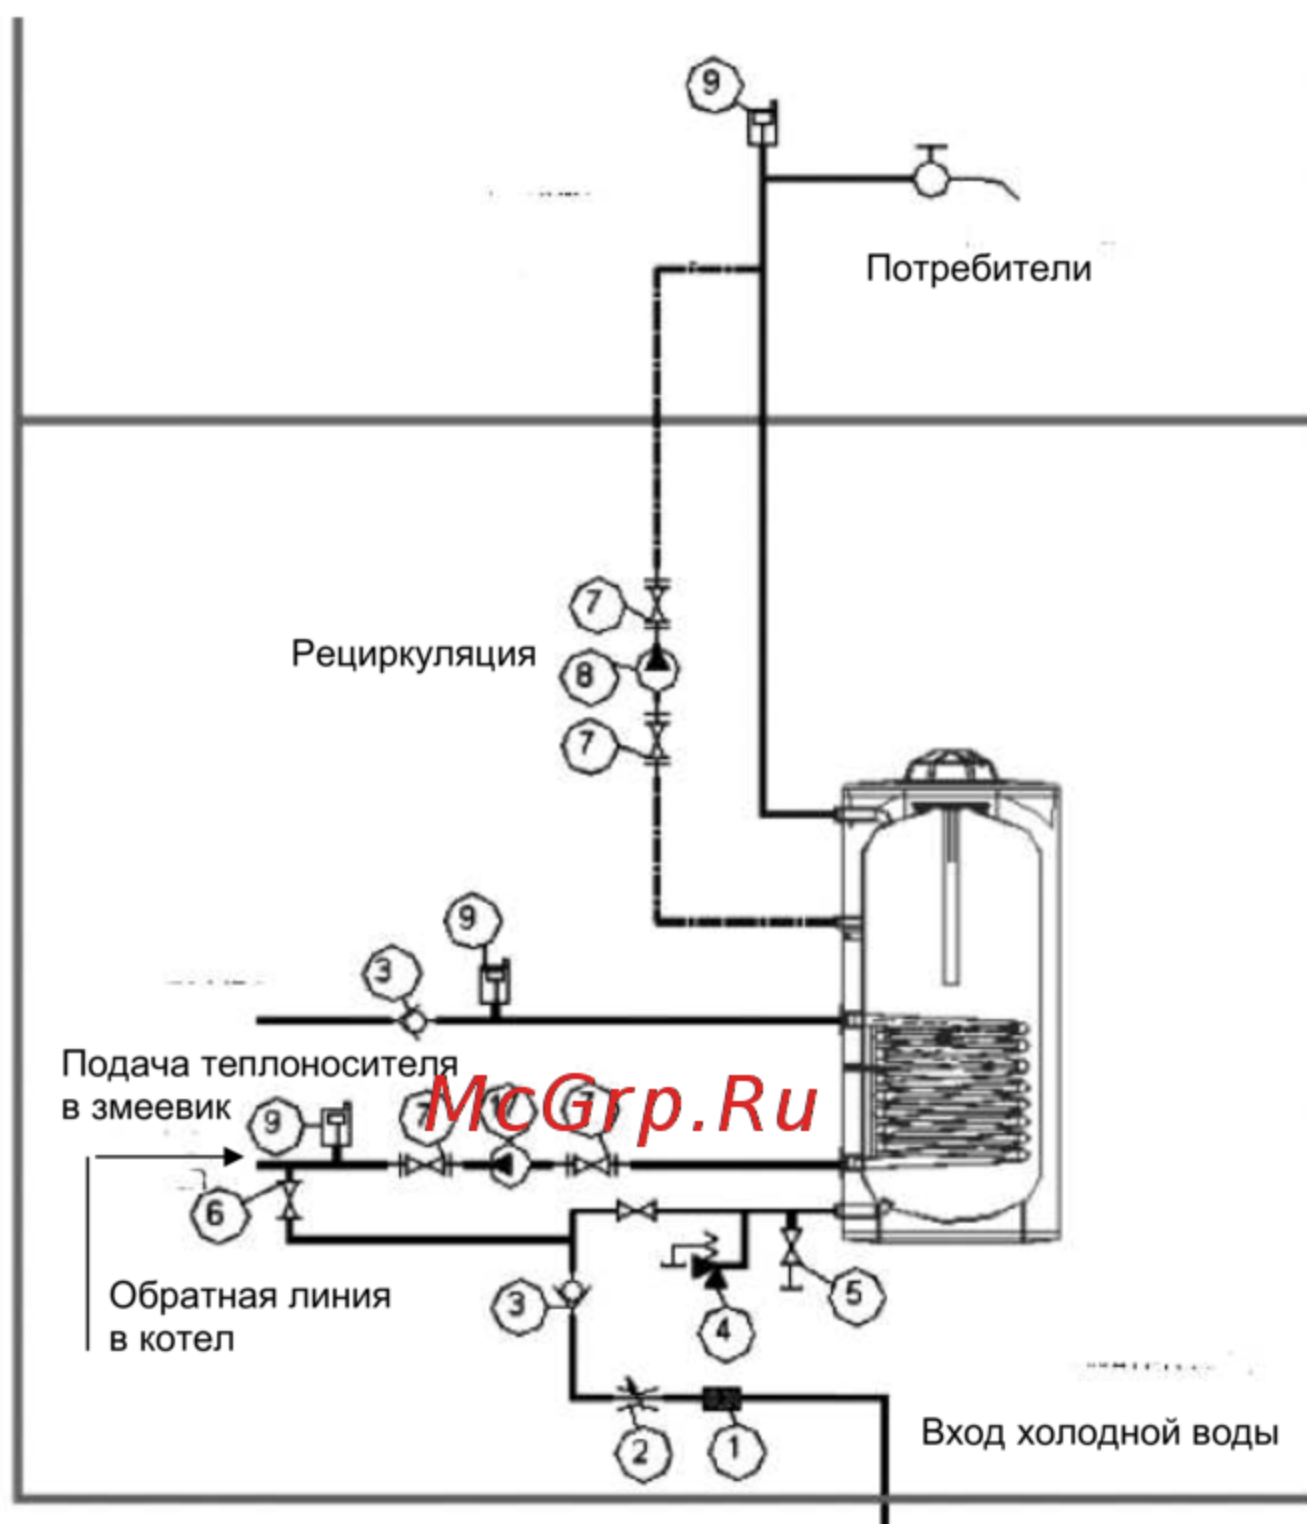 9
Потребители
7
Рециркуляция
8
7
9
3
Подача теплоносителя
в змеевик
McGrp.Ru
9
7
6
Обратная линия
в котел
3
4
5
Вход холодной воды
2
1